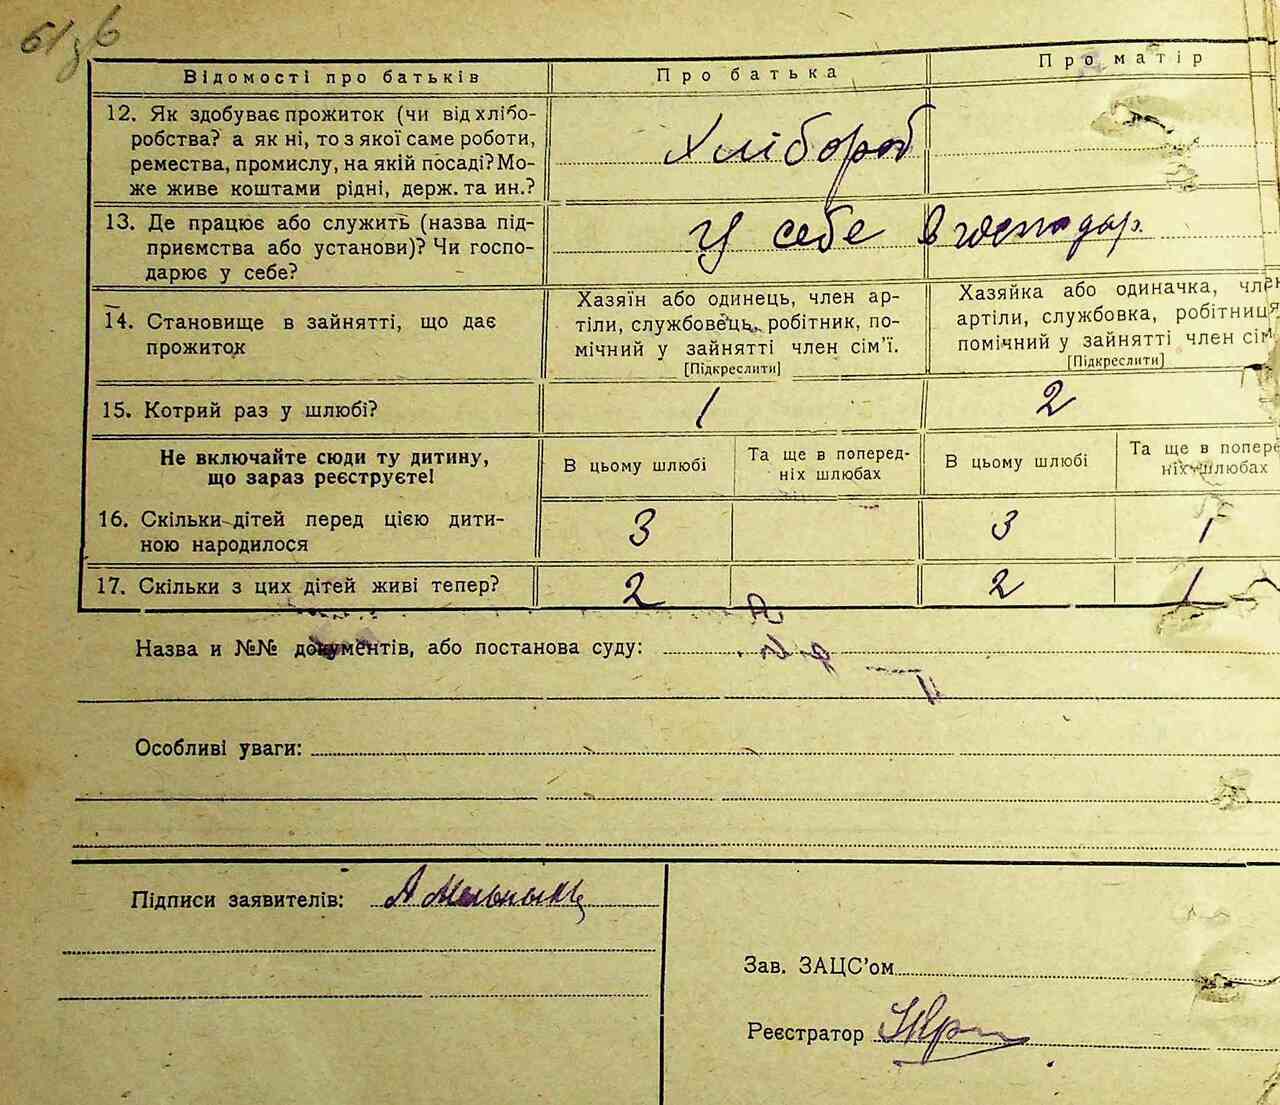 Відомості про батьків Про батька Про матір
12. Як здобуває прожиток (чи від хлібо-
робства? а як ні, то з якої саме роботи,
ремества, промислу, на якій посаді? Мо-
же живе коштами рідні, держ. та ин.?
Хлібороб
13. Де працює або служить (назва під-
приємства або установи)? Чи госпо-
дарює у себе?
У себе в господар.
14. Становище в зайнятті, що дає
прожиток
Хазяїн або одинець, член ар-
тіли, службовець, робітник, по-
мічний у зайнятті член сім'ї.
[Підкреслити]
Хазяйка або одиначка, член
артіли, службовка, робітниця,
помічний у зайнятті член сім'ї
[Підкреслити]
15. Котрий раз у шлюбі? 1 2
Не включайте сюди ту дитину,
що зараз реєструєте!
В цьому шлюбі
Та ще в поперед-
ніх шлюбах
В цьому шлюбі
Та ще в попере
ніх шлюбах
16. Скільки дітей перед цією дити-
ною народилося
3 3 1
17. Скільки з цих дітей живі тепер? 2 2 1
Назва и №№ документів, або постанова суду:
Особливі уваги:
Підписи заявителів:
Зав. ЗАЦС'ом
Реєстратор